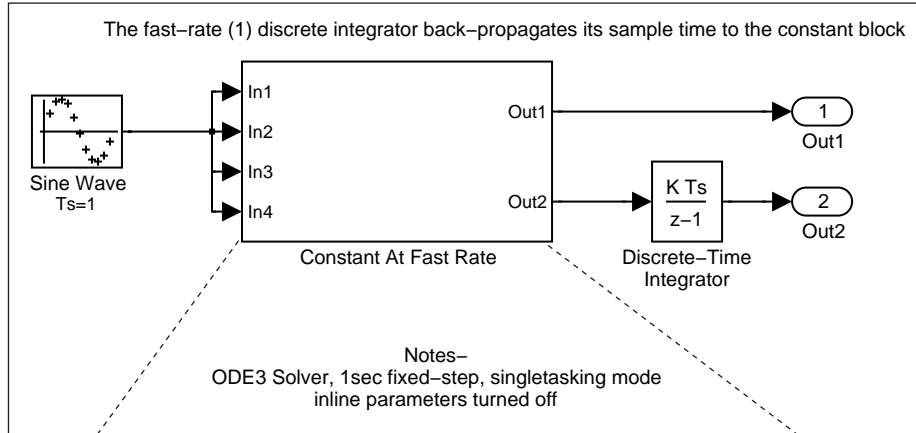 The fast−rate (1) discrete integrator back−propagates its sample time to the constant block
In1
In2
In3
In4
Out1
Out2
Sine Wave
Ts=1
Constant At Fast Rate
K Ts
z−1
Discrete−Time
Integrator
1
Out1
2
Out2
Notes−
ODE3 Solver, 1sec fixed−step, singletasking mode
inline parameters turned off